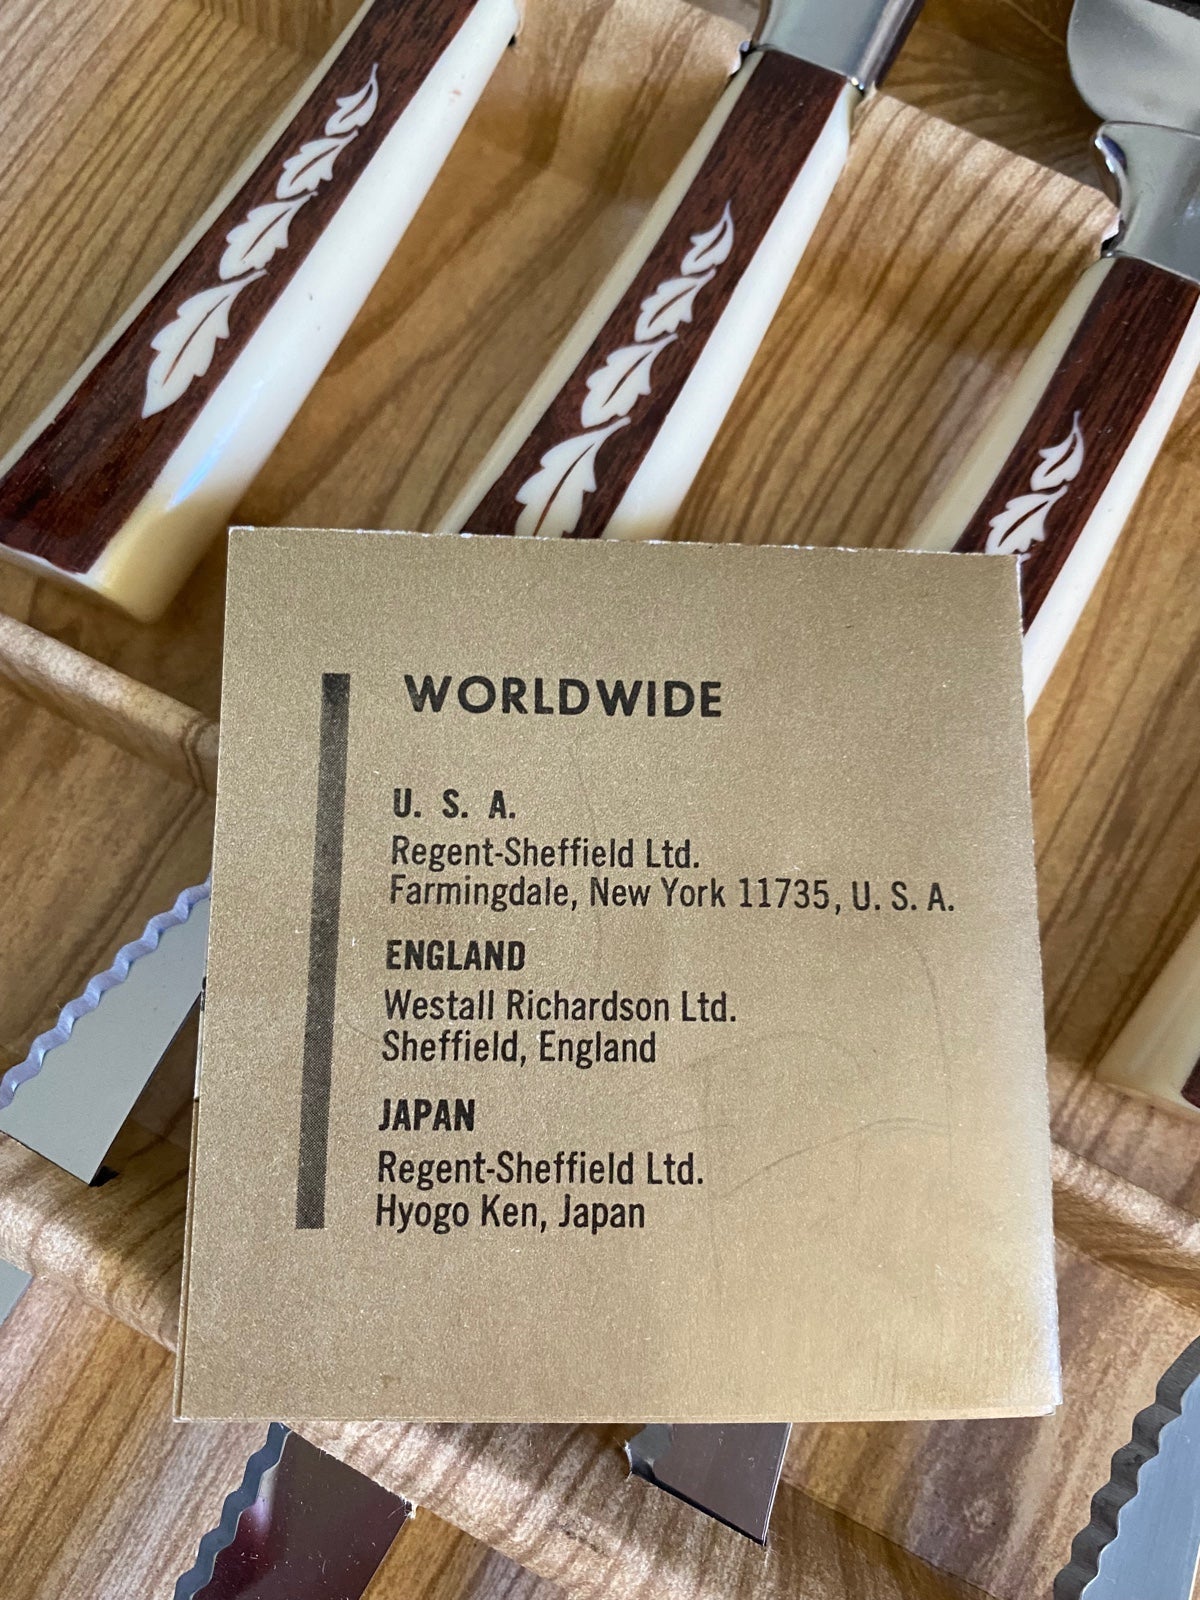 WORLDWIDE
U. S. A.
Regent-Sheffield Ltd.
Farmingdale, New York 11735, U. S. A.
ENGLAND
Westall Richardson Ltd.
Sheffield, England
JAPAN
Regent-Sheffield Ltd.
Hyogo Ken, Japan